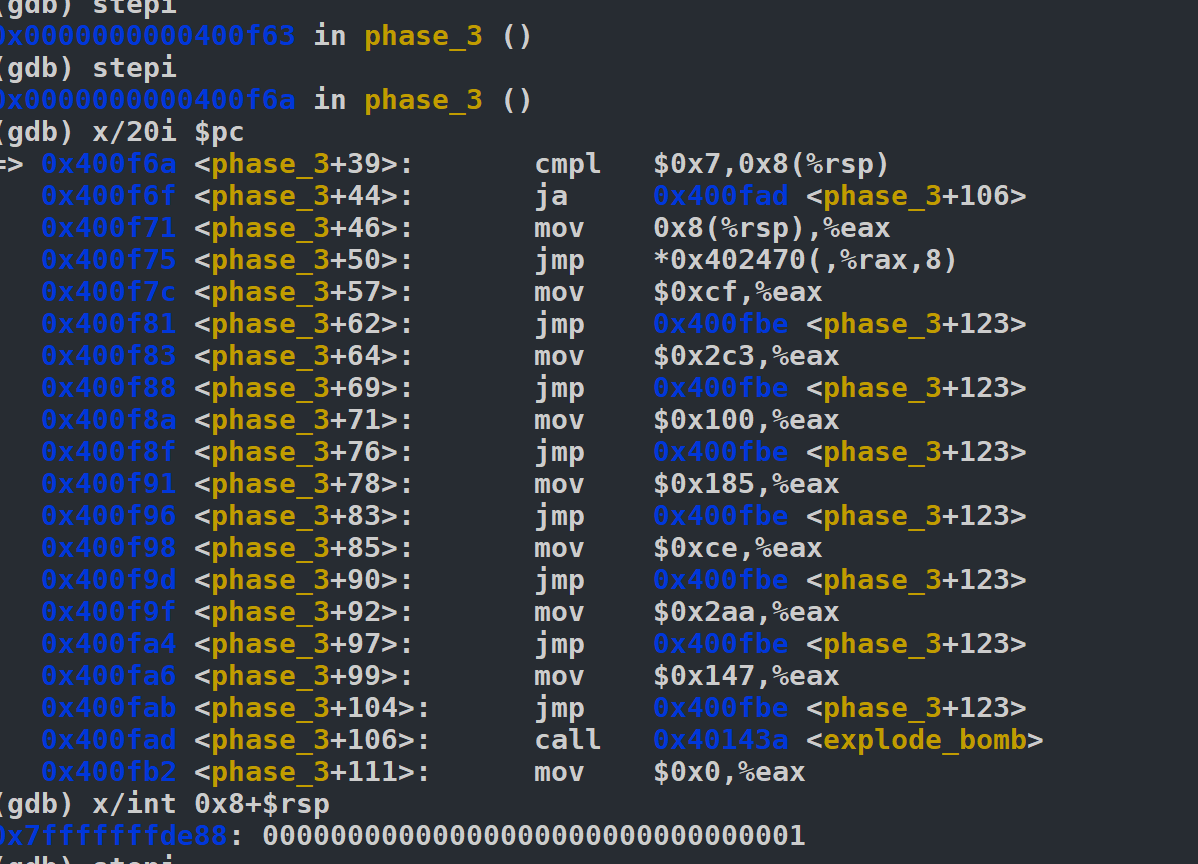 (gdb) stepi
0x0000000000400f63 in phase_3 ()
(gdb) stepi
0x0000000000400f6a in phase_3 ()
(gdb) x/20i $pc
=> 0x400f6a <phase_3+39>: cmpl $0x7,0x8(%rsp)
0x400f6f <phase_3+44>: ja 0x400fad <phase_3+106>
0x400f71 <phase_3+46>: mov 0x8(%rsp),%eax
0x400f75 <phase_3+50>: jmp *0x402470(,%rax,8)
0x400f7c <phase_3+57>: mov $0xcf,%eax
0x400f81 <phase_3+62>: jmp 0x400fbe <phase_3+123>
0x400f83 <phase_3+64>: mov $0x2c3,%eax
0x400f88 <phase_3+69>: jmp 0x400fbe <phase_3+123>
0x400f8a <phase_3+71>: mov $0x100,%eax
0x400f8f <phase_3+76>: jmp 0x400fbe <phase_3+123>
0x400f91 <phase_3+78>: mov $0x185,%eax
0x400f96 <phase_3+83>: jmp 0x400fbe <phase_3+123>
0x400f98 <phase_3+85>: mov $0xce,%eax
0x400f9d <phase_3+90>: jmp 0x400fbe <phase_3+123>
0x400f9f <phase_3+92>: mov $0x2aa,%eax
0x400fa4 <phase_3+97>: jmp 0x400fbe <phase_3+123>
0x400fa6 <phase_3+99>: mov $0x147,%eax
0x400fab <phase_3+104>: jmp 0x400fbe <phase_3+123>
0x400fad <phase_3+106>: call 0x40143a <explode_bomb>
0x400fb2 <phase_3+111>: mov $0x0,%eax
(gdb) x/int 0x8+$rsp
0x7fffffffde88: 00000000000000000000000000000001
(gdb) stepi